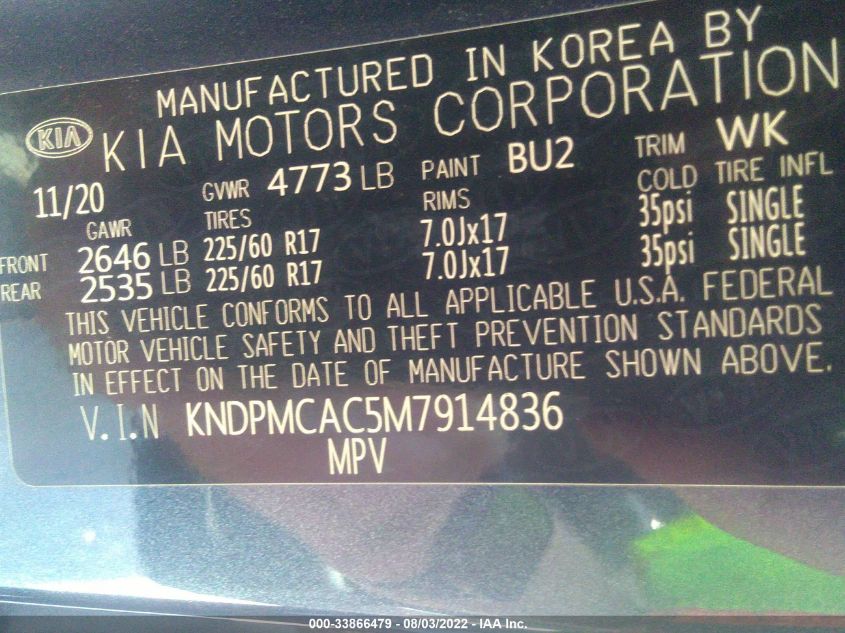 MANUFACTURED IN KOREA BY
KIA KIA MOTORS CORPORATION
11/20 GVWR 4773 LB PAINT BU2 TRIM WK
GAWR TIRES RIMS COLD TIRE INFL
FRONT 2646 LB 225/60 R17 7.0Jx17 35psi SINGLE
REAR 2535 LB 225/60 R17 7.0Jx17 35psi SINGLE
THIS VEHICLE CONFORMS TO ALL APPLICABLE U.S.A. FEDERAL
MOTOR VEHICLE SAFETY AND THEFT PREVENTION STANDARDS
IN EFFECT ON THE DATE OF MANUFACTURE SHOWN ABOVE.
V.I.N KNDPMCAC5M7914836
MPV
000-33866479 - 08/03/2022 - IAA Inc.